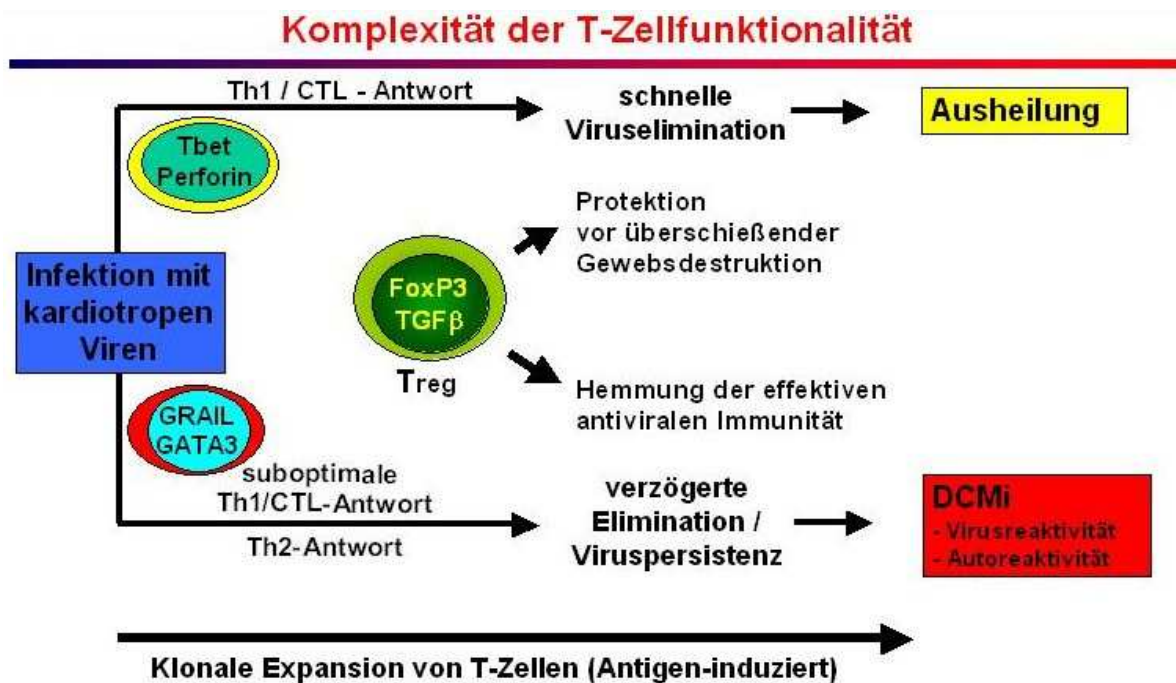 Komplexität der T-Zellfunktionalität
Th1 / CTL - Antwort
Tbet
Perforin
schnelle
Viruselimination
Ausheilung
Infektion mit
kardiotropen
Viren
FoxP3
TGFβ
Treg
Protektion
vor überschießender
Gewebsdestruktion
Hemmung der effektiven
antiviralen Immunität
GRAIL
GATA3
suboptimale
Th1/CTL-Antwort
Th2-Antwort
verzögerte
Elimination /
Viruspersistenz
DCMi
- Virusreaktivität
- Autoreaktivität
Klonale Expansion von T-Zellen (Antigen-induziert)